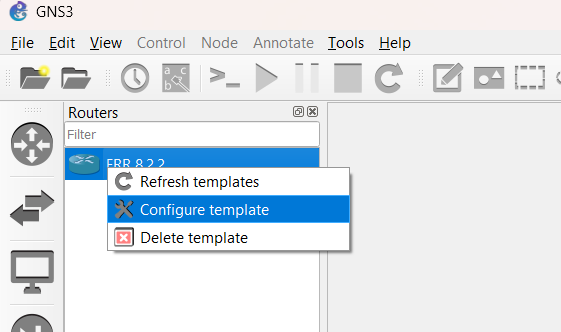 GNS3
File Edit View Control Node Annotate Tools Help
Routers
Filter
FRR 8.2.2
Refresh templates
Configure template
Delete template